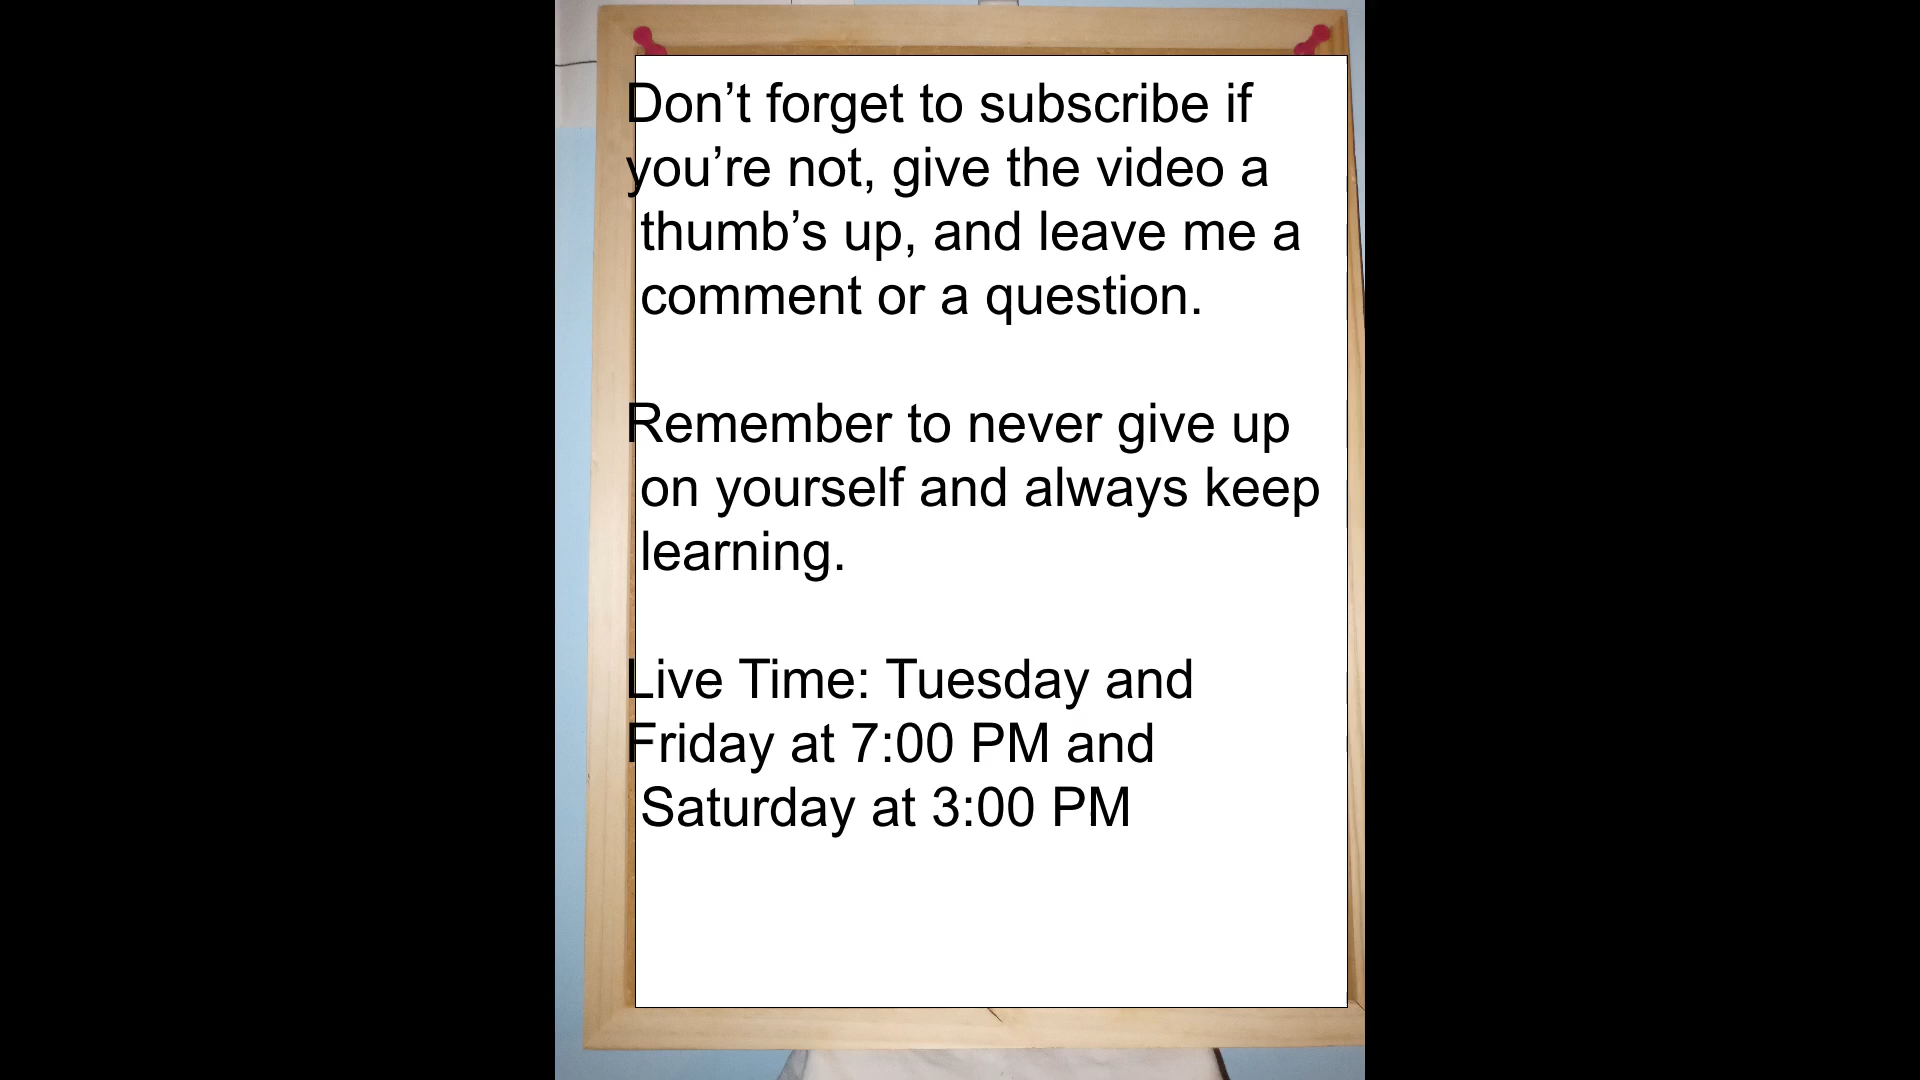 Don’t forget to subscribe if
you’re not, give the video a
thumb’s up, and leave me a
comment or a question.
Remember to never give up
on yourself and always keep
learning.
Live Time: Tuesday and
Friday at 7:00 PM and
Saturday at 3:00 PM